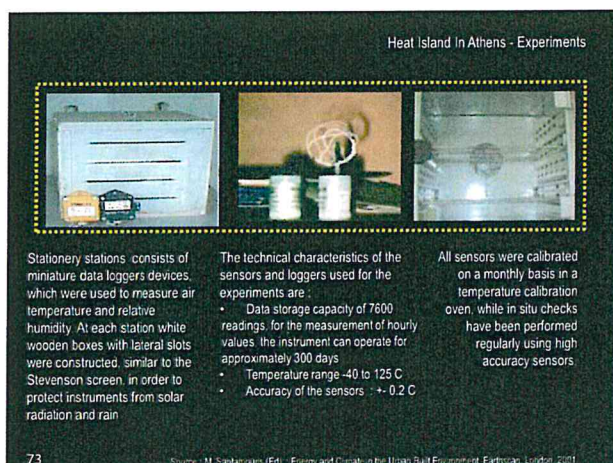 Heat Island In Athens - Experiments
Stationery stations consists of
miniature data loggers devices,
which were used to measure air
temperature and relative
humidity. At each station white
wooden boxes with lateral slots
were constructed, similar to the
Stevenson screen, in order to
protect instruments from solar
radiation and rain
The technical characteristics of the
sensors and loggers used for the
experiments are :
• Data storage capacity of 7600
readings, for the measurement of hourly
values, the instrument can operate for
approximately 300 days
• Temperature range -40 to 125 C
• Accuracy of the sensors : +- 0.2 C
All sensors were calibrated
on a monthly basis in a
temperature calibration
oven, while in situ checks
have been performed
regularly using high
accuracy sensors.
73
Source : M. Santamouris (Ed) : Energy and Climate in the Urban Built Environment, Earthscan, London, 2001